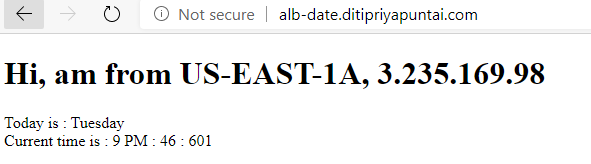 Not secure | alb-date.ditipriyapuntai.com
Hi, am from US-EAST-1A, 3.235.169.98
Today is : Tuesday
Current time is : 9 PM : 46 : 601